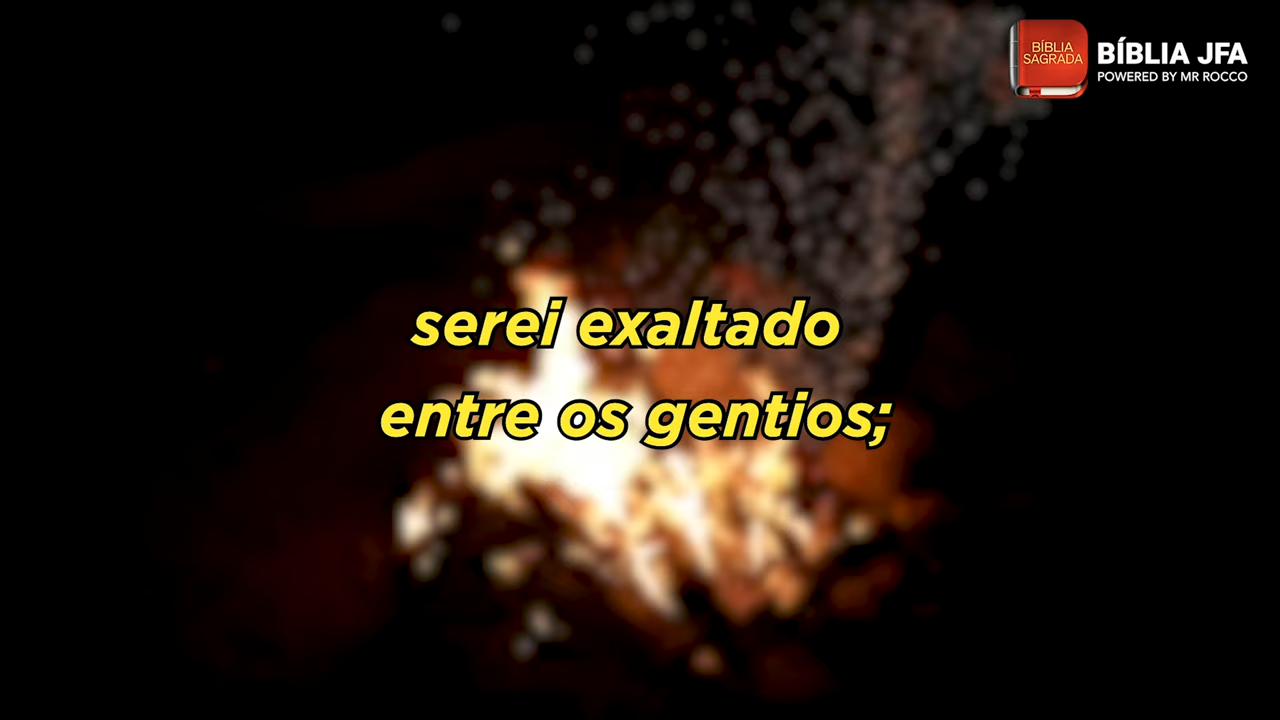 BÍBLIA
SAGRADA
BÍBLIA JFA
POWERED BY MR ROCCO
serei exaltado
entre os gentios;